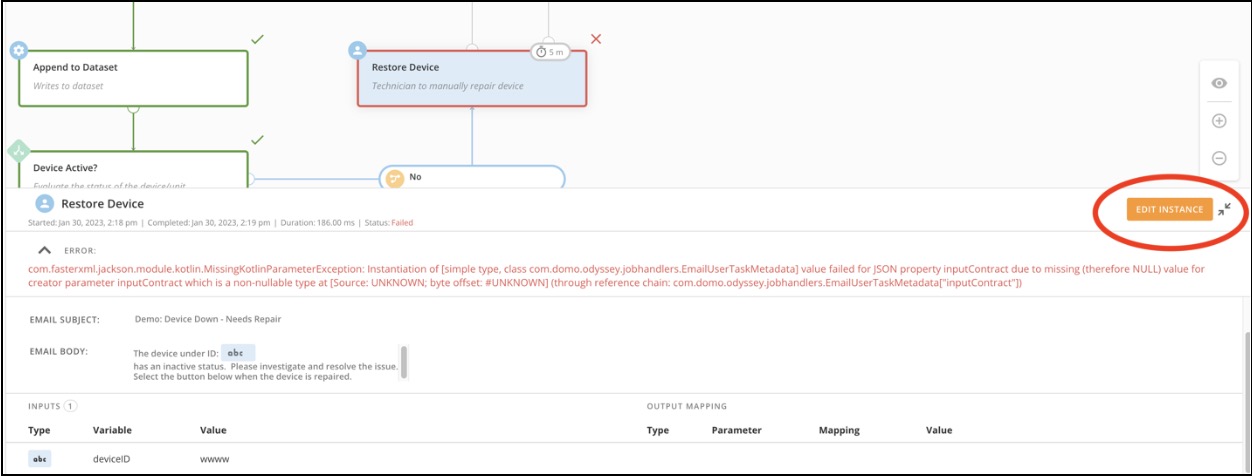 Append to Dataset
Writes to dataset
5 m
Restore Device
Technician to manually repair device
Device Active?
Evaluate the status of the device/unit
No
Restore Device
EDIT INSTANCE
Started: Jan 30, 2023, 2:18 pm | Completed: Jan 30, 2023, 2:19 pm | Duration: 186.00 ms | Status: Failed
ERROR:
com.fasterxml.jackson.module.kotlin.MissingKotlinParameterException: Instantiation of [simple type, class com.domo.odyssey.jobhandlers.EmailUserTaskMetadata] value failed for JSON property inputContract due to missing (therefore NULL) value for
creator parameter inputContract which is a non-nullable type at [Source: UNKNOWN; byte offset: #UNKNOWN] (through reference chain: com.domo.odyssey.jobhandlers.EmailUserTaskMetadata["inputContract"])
EMAIL SUBJECT: Demo: Device Down - Needs Repair
EMAIL BODY: The device under ID: abc
has an inactive status. Please investigate and resolve the issue.
Select the button below when the device is repaired.
INPUTS 1 OUTPUT MAPPING
Type Variable Value Type Parameter Mapping Value
abc deviceID wwww